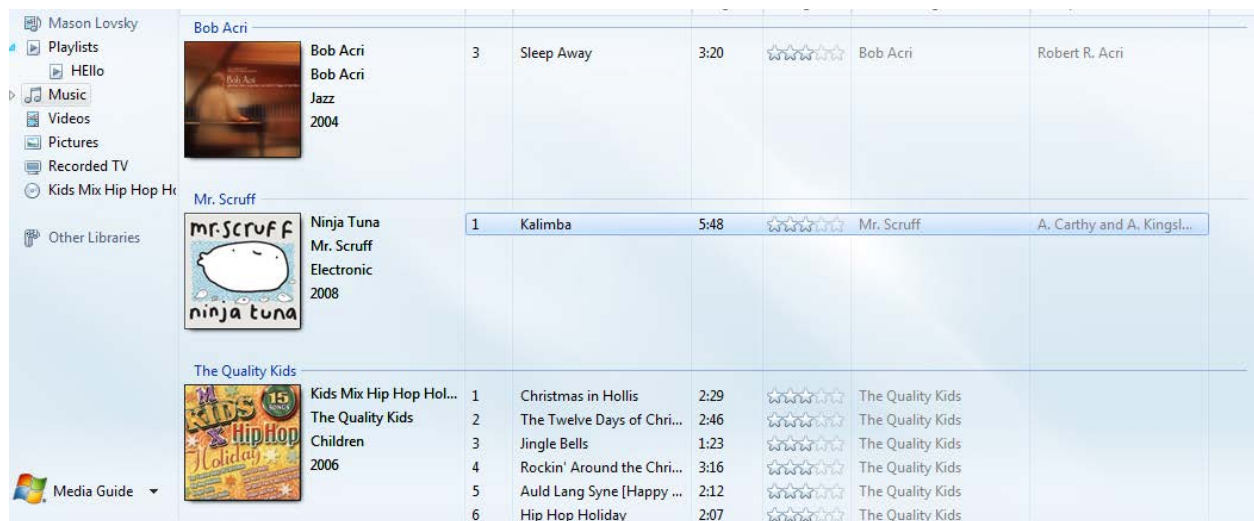 Mason Lovsky
Playlists
HEllo
Music
Videos
Pictures
Recorded TV
Kids Mix Hip Hop H
Other Libraries
Media Guide
Bob Acri
Bob Acri
Bob Acri
Bob Acri
Jazz
2004
3 Sleep Away 3:20 Bob Acri Robert R. Acri
Mr. Scruff
mr.scruff
ninja tuna
Ninja Tuna
Mr. Scruff
Electronic
2008
1 Kalimba 5:48 Mr. Scruff A. Carthy and A. Kingsl...
The Quality Kids
KIDS
MIX
15
SONGS
Hip Hop
Holiday
Kids Mix Hip Hop Hol...
The Quality Kids
Children
2006
1 Christmas in Hollis 2:29 The Quality Kids
2 The Twelve Days of Chri... 2:46 The Quality Kids
3 Jingle Bells 1:23 The Quality Kids
4 Rockin' Around the Chri... 3:16 The Quality Kids
5 Auld Lang Syne [Happy ... 2:12 The Quality Kids
6 Hip Hop Holiday 2:07 The Quality Kids